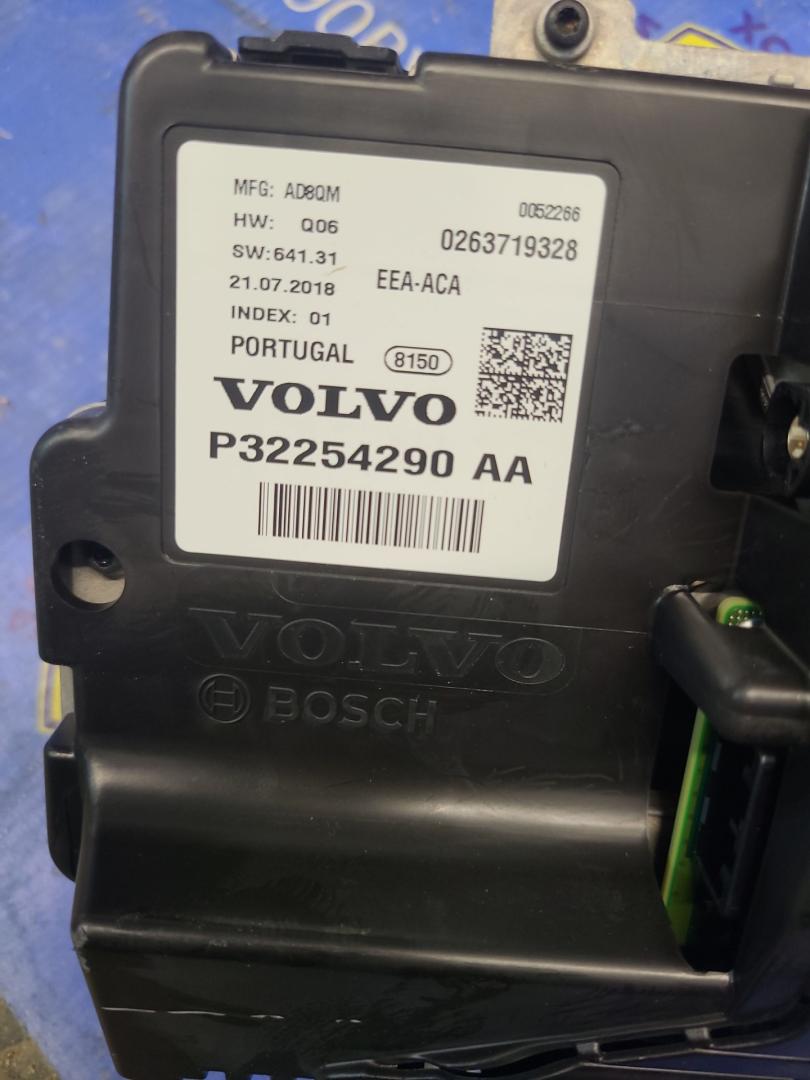 MFG: AD8QM
0052266
HW: Q06
0263719328
SW:641.31
EEA-ACA
21.07.2018
INDEX: 01
PORTUGAL 8150
VOLVO
P32254290 AA
VOLVO
BOSCH